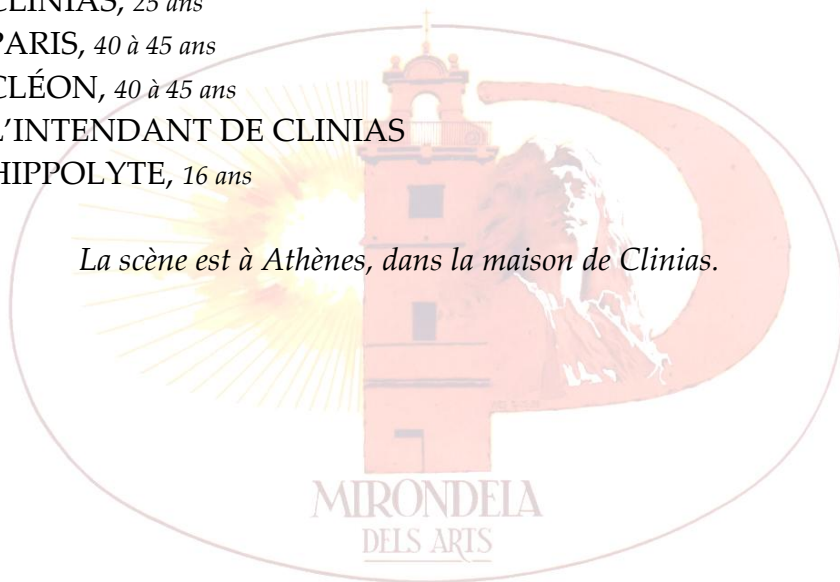 CLINIAS, 25 ans
PARIS, 40 à 45 ans
CLÉON, 40 à 45 ans
L’INTENDANT DE CLINIAS
HIPPOLYTE, 16 ans
La scène est à Athènes, dans la maison de Clinias.
MIRONDELA
DELS ARTS